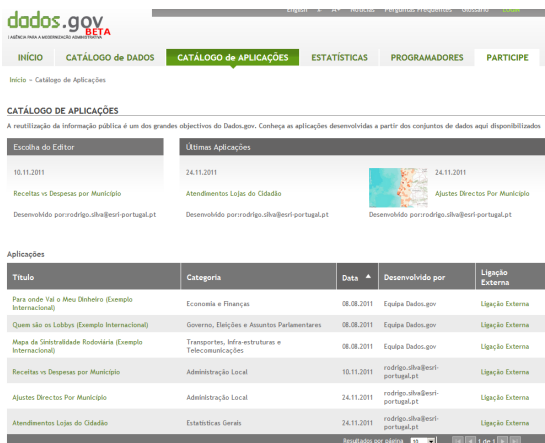 English A- A+ Notícias Perguntas Frequentes Glossário LOGIN
dados.gov
BETA
| AGÊNCIA PARA A MODERNIZAÇÃO ADMINISTRATIVA
INÍCIO CATÁLOGO de DADOS CATÁLOGO de APLICAÇÕES ESTATÍSTICAS PROGRAMADORES PARTICIPE
Início » Catálogo de Aplicações
CATÁLOGO DE APLICAÇÕES
A reutilização da informação pública é um dos grandes objectivos do Dados.gov. Conheça as aplicações desenvolvidas a partir dos conjuntos de dados aqui disponibilizados
Escolha do Editor Últimas Aplicações
10.11.2011 24.11.2011 24.11.2011
Receitas vs Despesas por Município Atendimentos Lojas do Cidadão Ajustes Directos Por Município
Desenvolvido por:rodrigo.silva@esri-portugal.pt Desenvolvido por:rodrigo.silva@esri-portugal.pt Desenvolvido por:rodrigo.silva@esri-portugal.pt
Aplicações
Título Categoria Data Desenvolvido por Ligação
Externa
Para onde Vai o Meu Dinheiro (Exemplo
Internacional) Economia e Finanças 08.08.2011 Equipa Dados.gov Ligação Externa
Quem são os Lobbys (Exemplo Internacional) Governo, Eleições e Assuntos Parlamentares 08.08.2011 Equipa Dados.gov Ligação Externa
Mapa da Sinistralidade Rodoviária (Exemplo
Internacional) Transportes, Infra-estruturas e
Telecomunicações 08.08.2011 Equipa Dados.gov Ligação Externa
Receitas vs Despesas por Município Administração Local 10.11.2011 rodrigo.silva@esri-
portugal.pt Ligação Externa
Ajustes Directos Por Município Administração Local 24.11.2011 rodrigo.silva@esri-
portugal.pt Ligação Externa
Atendimentos Lojas do Cidadão Estatísticas Gerais 24.11.2011 rodrigo.silva@esri-
portugal.pt Ligação Externa
Resultados por página 10 1 de 1